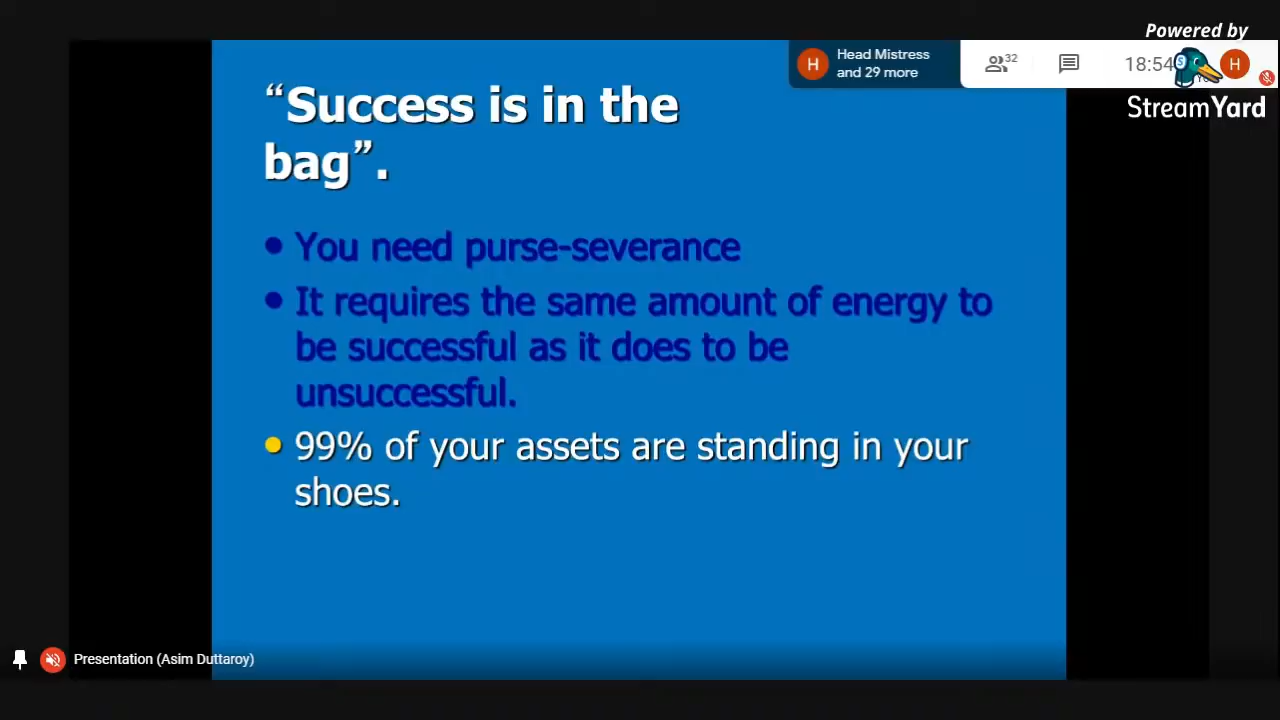 Powered by
Head Mistress
and 29 more
32
18:54
H
H
StreamYard
“Success is in the
bag”.
• You need purse-severance
• It requires the same amount of energy to
be successful as it does to be
unsuccessful.
• 99% of your assets are standing in your
shoes.
Presentation (Asim Duttaroy)